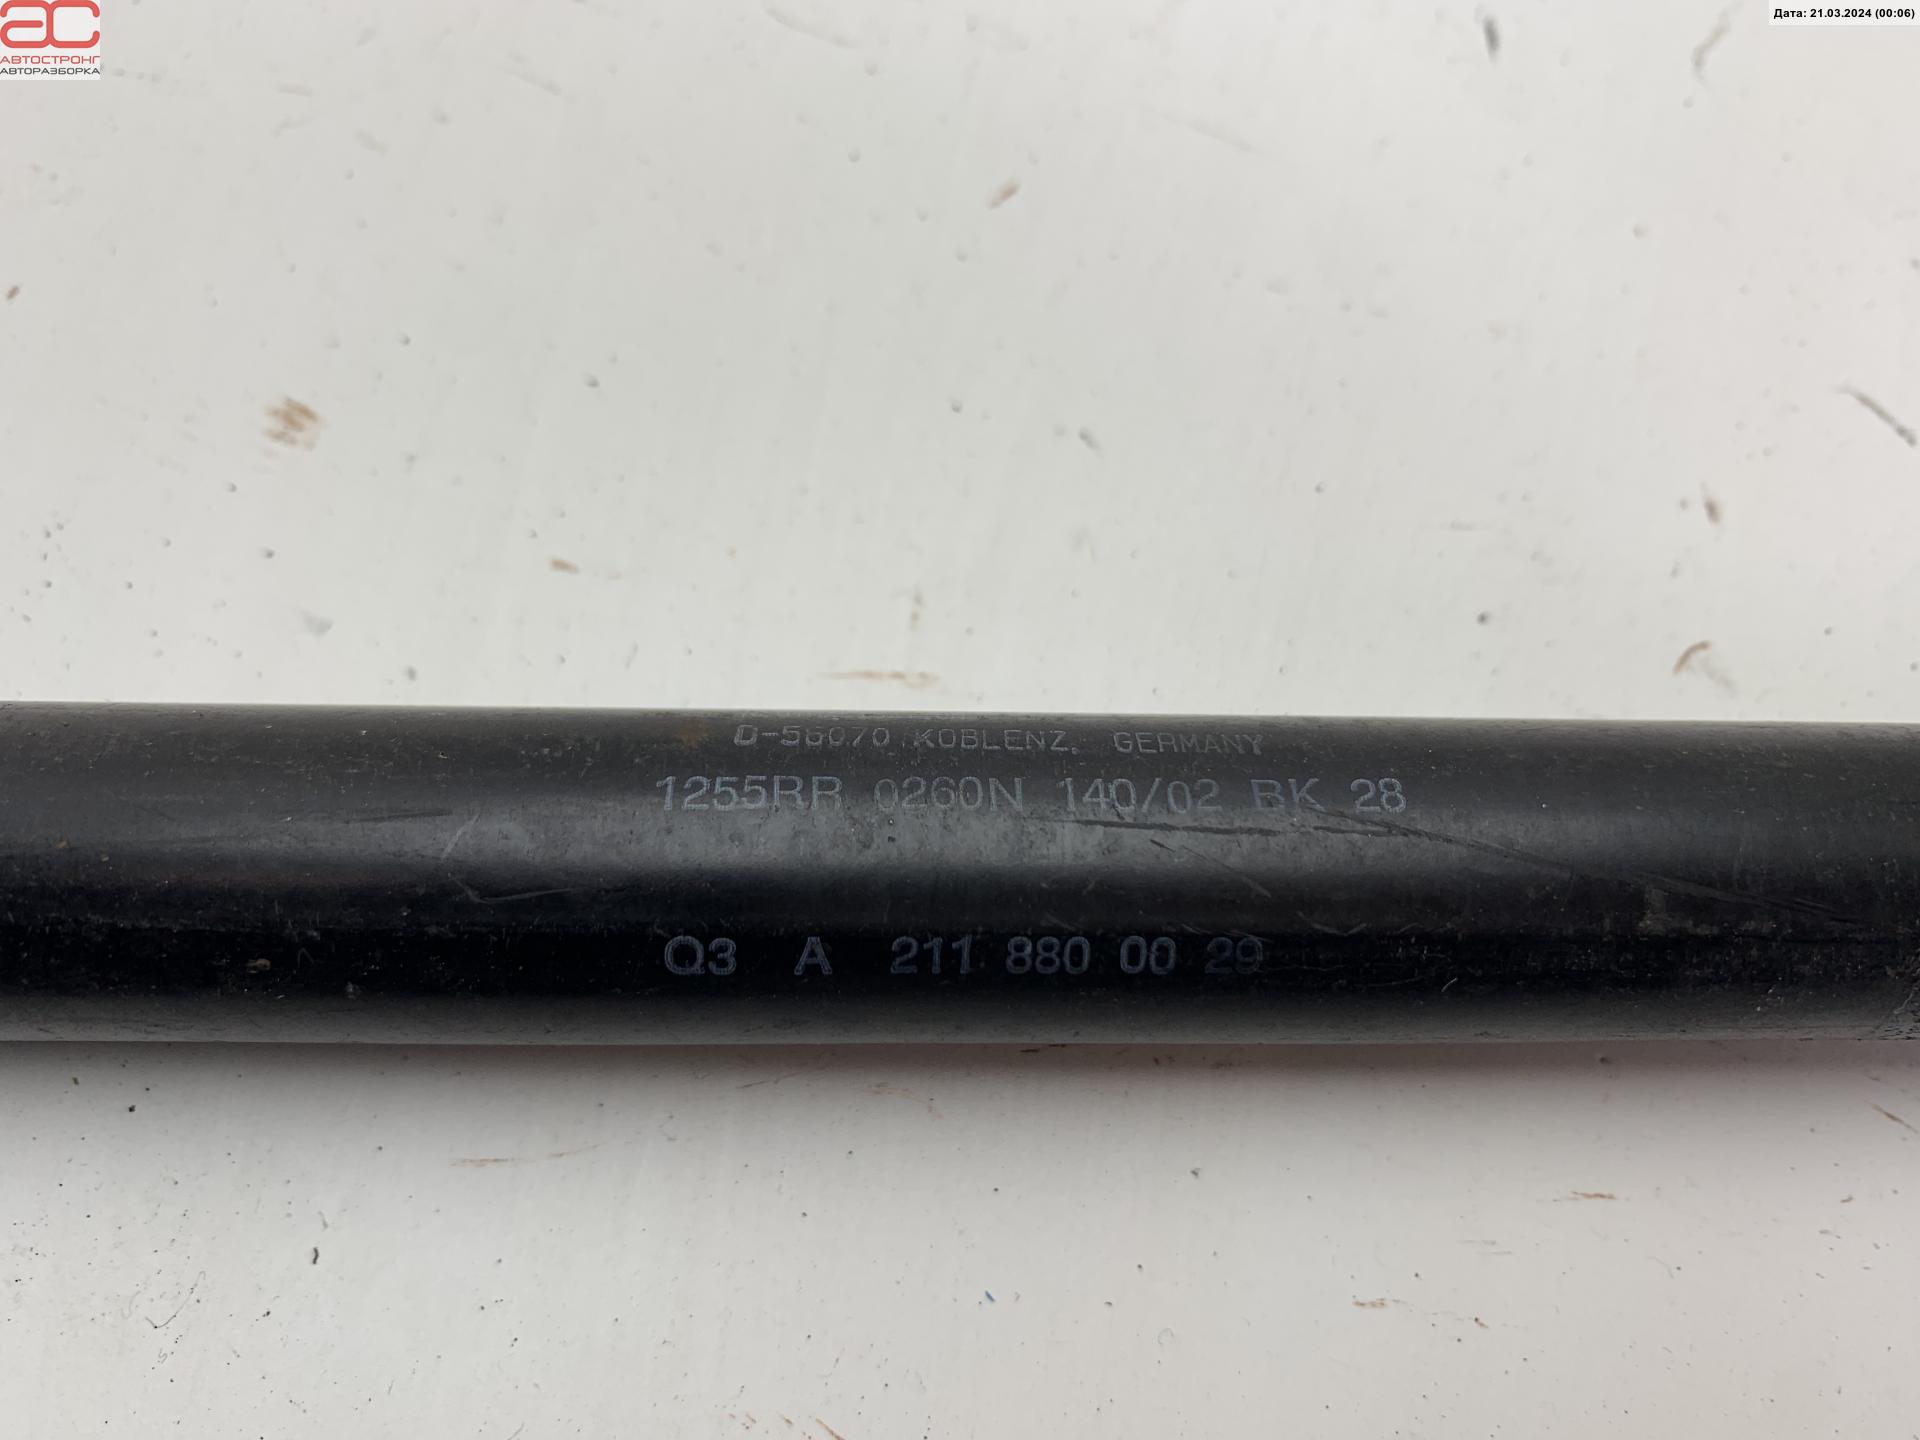 АВТОСТРОНГ
АВТОРАЗБОРКА
Дата: 21.03.2024 (00:06)
D-56070 KOBLENZ, GERMANY
1255RR 0260N 140/02 BK 28
Q3 A 211 880 00 29